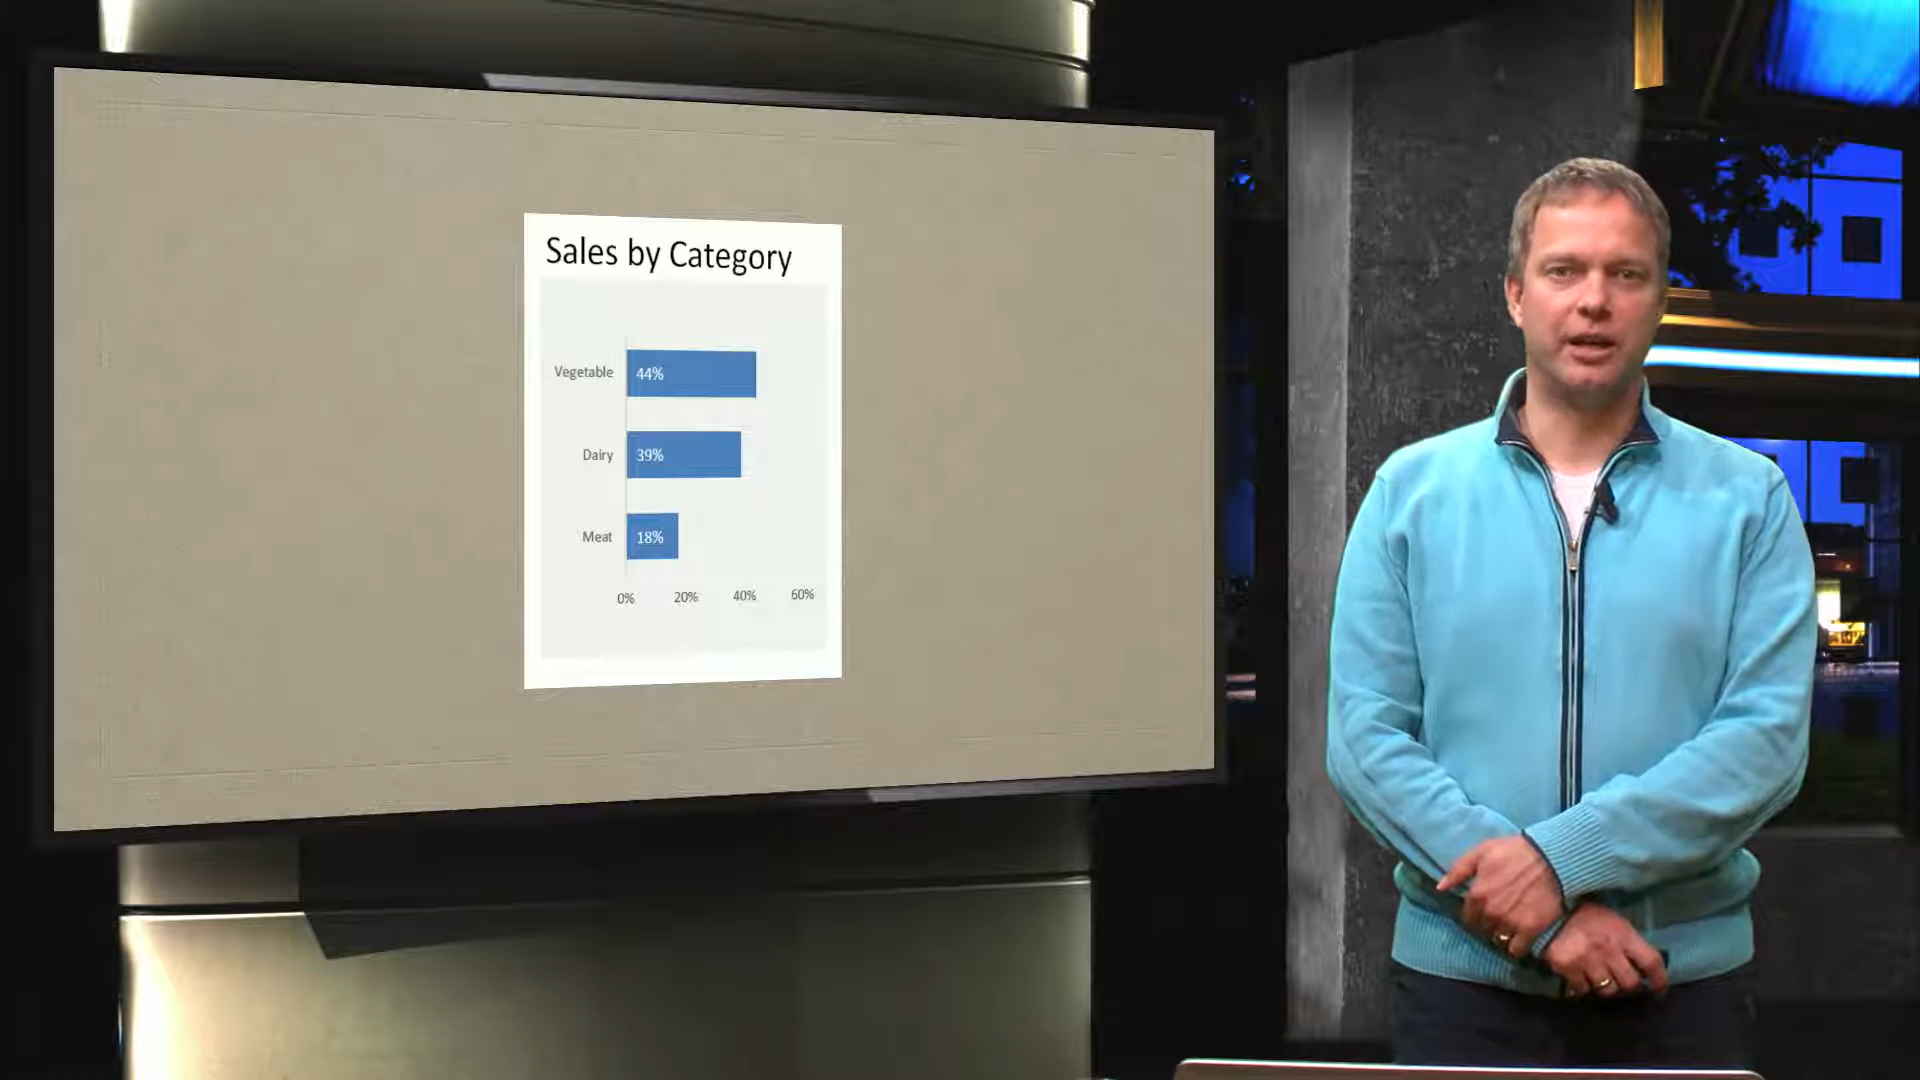 Sales by Category
Vegetable 44%
Dairy 39%
Meat 18%
0% 20% 40% 60%